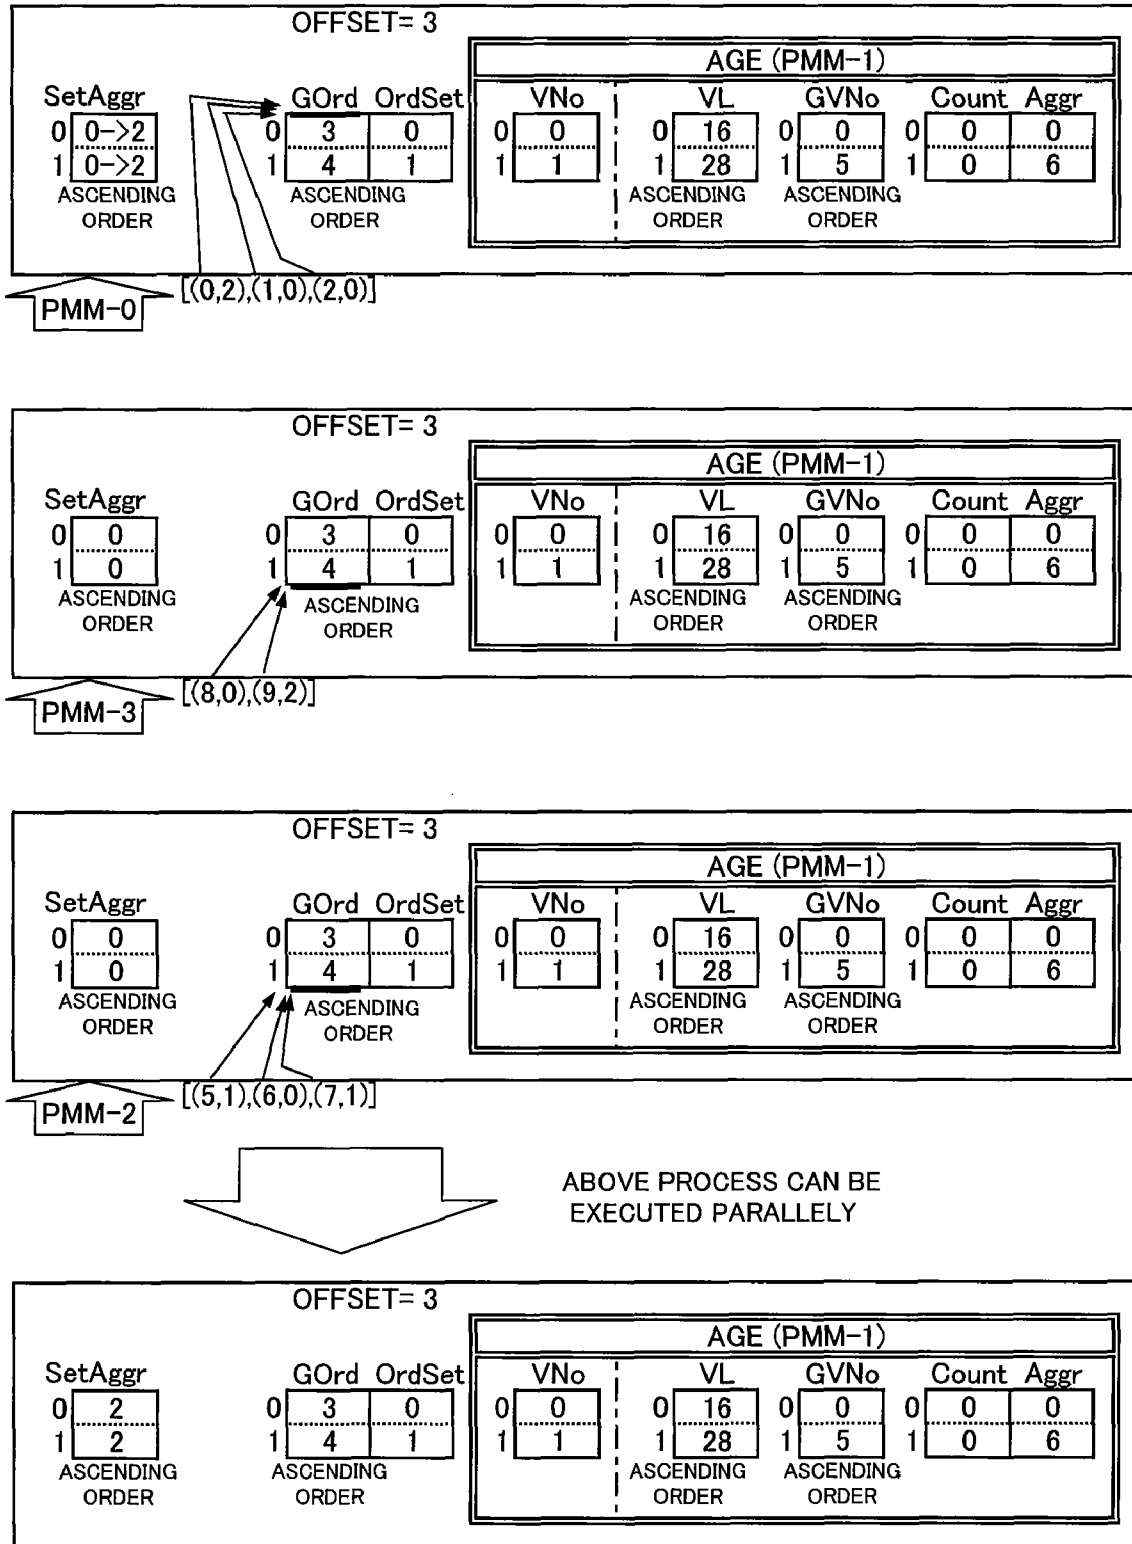 OFFSET= 3
AGE (PMM-1)
SetAggr GOrd OrdSet VNo VL GVNo Count Aggr
0 0->2 0 3 0 0 0 0 16 0 0 0 0 0
1 0->2 1 4 1 1 1 1 28 1 5 1 0 6
ASCENDING ASCENDING ASCENDING ASCENDING
ORDER ORDER ORDER ORDER
[(0,2),(1,0),(2,0)]
PMM-0
OFFSET= 3
AGE (PMM-1)
SetAggr GOrd OrdSet VNo VL GVNo Count Aggr
0 0 0 3 0 0 0 0 16 0 0 0 0 0
1 0 1 4 1 1 1 1 28 1 5 1 0 6
ASCENDING ASCENDING ASCENDING ASCENDING
ORDER ORDER ORDER ORDER
[(8,0),(9,2)]
PMM-3
OFFSET= 3
AGE (PMM-1)
SetAggr GOrd OrdSet VNo VL GVNo Count Aggr
0 0 0 3 0 0 0 0 16 0 0 0 0 0
1 0 1 4 1 1 1 1 28 1 5 1 0 6
ASCENDING ASCENDING ASCENDING ASCENDING
ORDER ORDER ORDER ORDER
[(5,1),(6,0),(7,1)]
PMM-2
ABOVE PROCESS CAN BE
EXECUTED PARALLELY
OFFSET= 3
AGE (PMM-1)
SetAggr GOrd OrdSet VNo VL GVNo Count Aggr
0 2 0 3 0 0 0 0 16 0 0 0 0 0
1 2 1 4 1 1 1 1 28 1 5 1 0 6
ASCENDING ASCENDING ASCENDING ASCENDING
ORDER ORDER ORDER ORDER